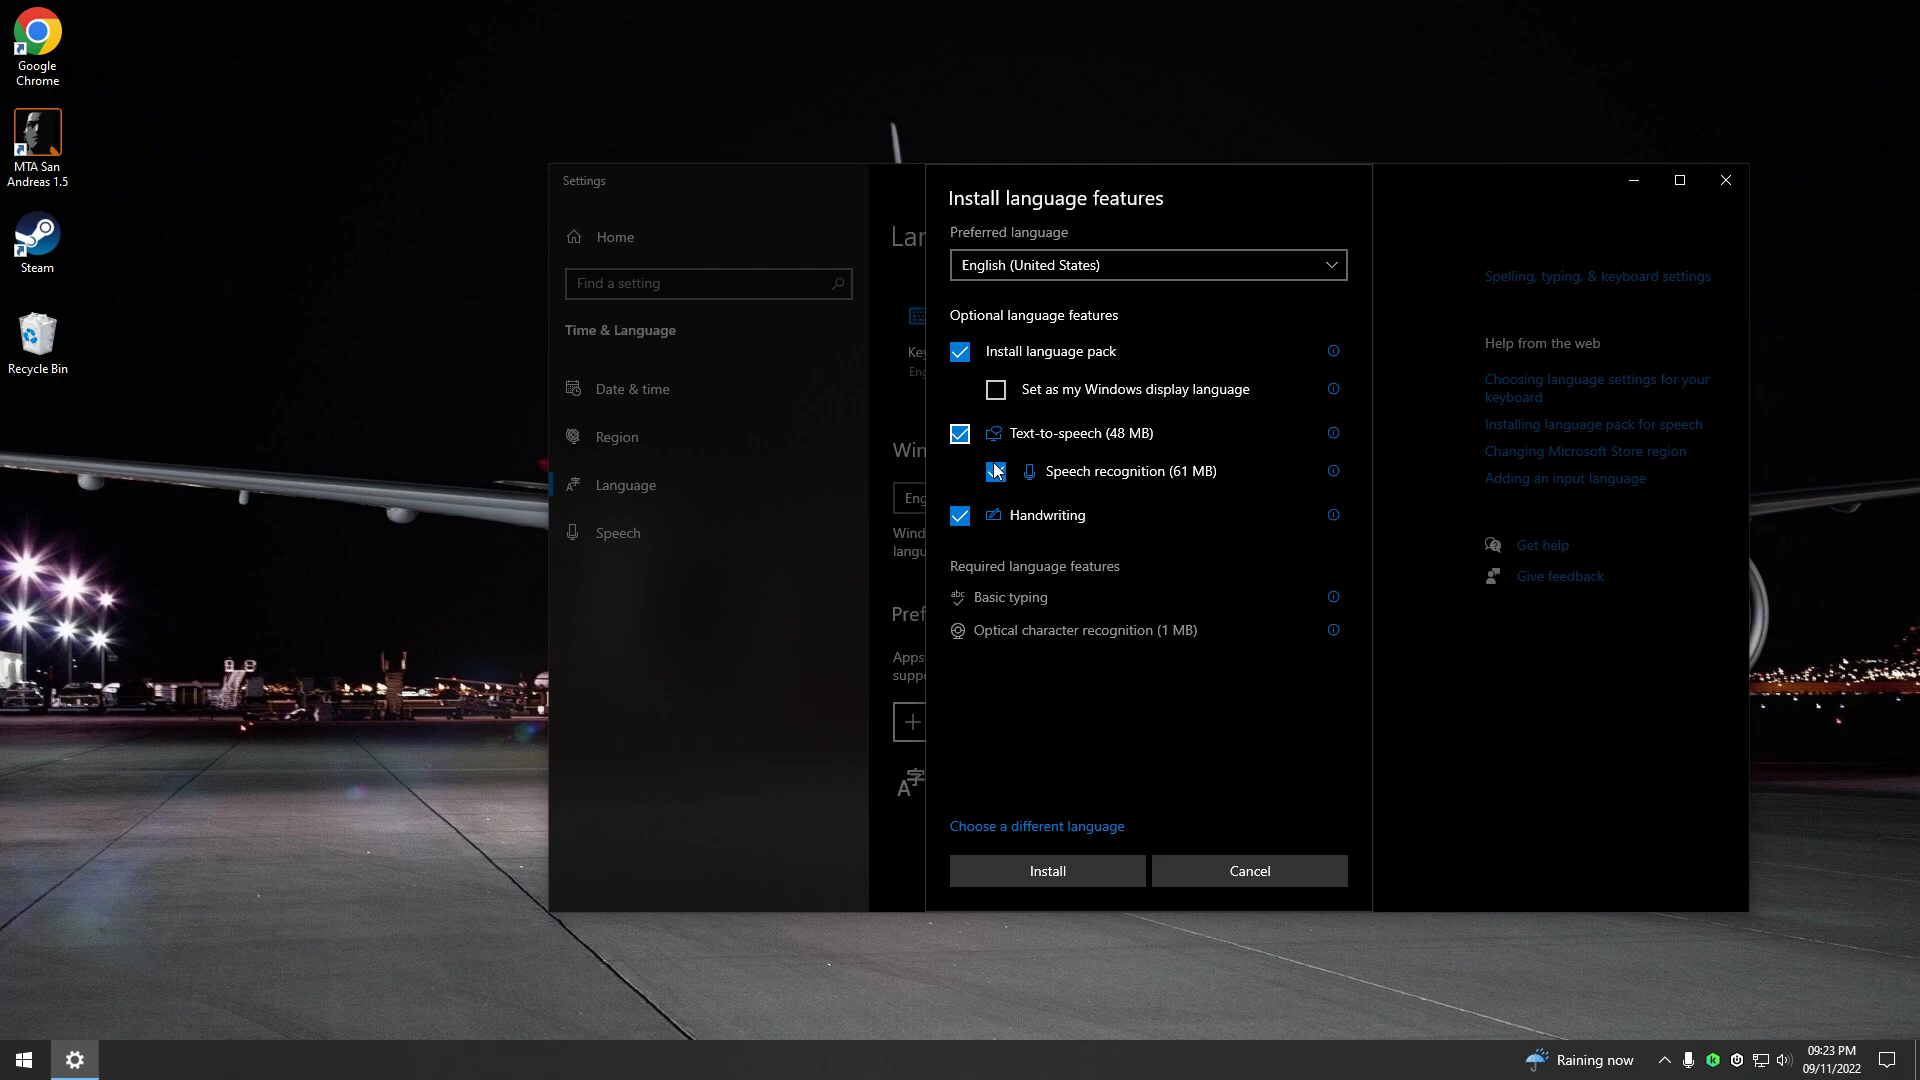 Google
Chrome
MTA San
Andreas 1.5
Steam
Recycle Bin
Settings
Home
Find a setting
Time & Language
Date & time
Region
Language
Speech
Install language features
Preferred language
English (United States)
Optional language features
Install language pack
Set as my Windows display language
Text-to-speech (48 MB)
Speech recognition (61 MB)
Handwriting
Required language features
abc
Basic typing
Optical character recognition (1 MB)
Choose a different language
Install
Cancel
Spelling, typing, & keyboard settings
Help from the web
Choosing language settings for your
keyboard
Installing language pack for speech
Changing Microsoft Store region
Adding an input language
Get help
Give feedback
Raining now
09:23 PM
09/11/2022